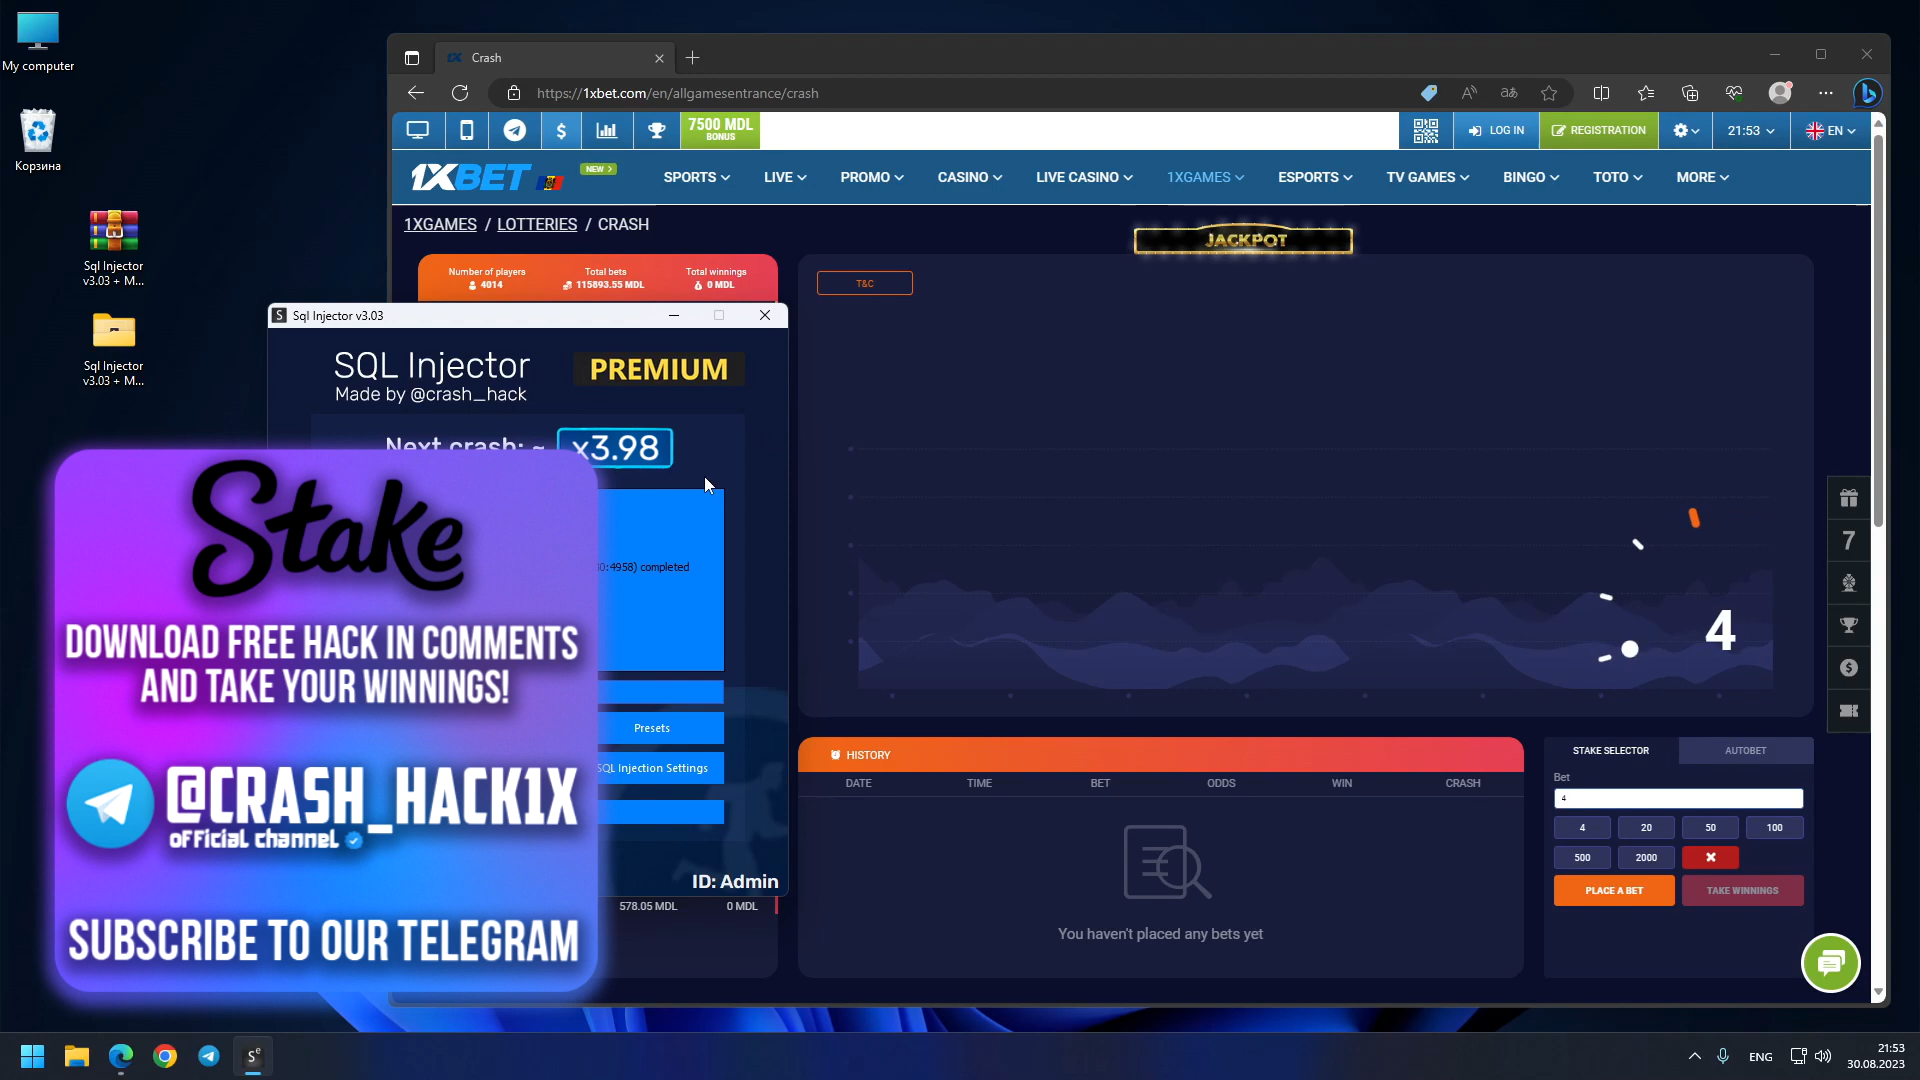 My computer
Корзина
Sql Injector
v3.03 + M...
Sql Injector
v3.03 + M...
Crash
https://1xbet.com/en/allgamesentrance/crash
7500 MDL
BONUS
LOG IN
REGISTRATION
21:53
EN
1XBET
NEW >
SPORTS
LIVE
PROMO
CASINO
LIVE CASINO
1XGAMES
ESPORTS
TV GAMES
BINGO
TOTO
MORE
1XGAMES / LOTTERIES / CRASH
JACKPOT
Number of players
4014
Total bets
115893.55 MDL
Total winnings
0 MDL
T&C
Sql Injector v3.03
SQL Injector
PREMIUM
Made by @crash_hack
Next crash: ~ x3.98
0:4958) completed
Presets
SQL Injection Settings
ID: Admin
578.05 MDL
0 MDL
Stake
DOWNLOAD FREE HACK IN COMMENTS
AND TAKE YOUR WINNINGS!
@CRASH_HACK1X
official channel
SUBSCRIBE TO OUR TELEGRAM
4
7
HISTORY
DATE
TIME
BET
ODDS
WIN
CRASH
You haven't placed any bets yet
STAKE SELECTOR
AUTOBET
Bet
4
4
20
50
100
500
2000
PLACE A BET
TAKE WINNINGS
ENG
21:53
30.08.2023